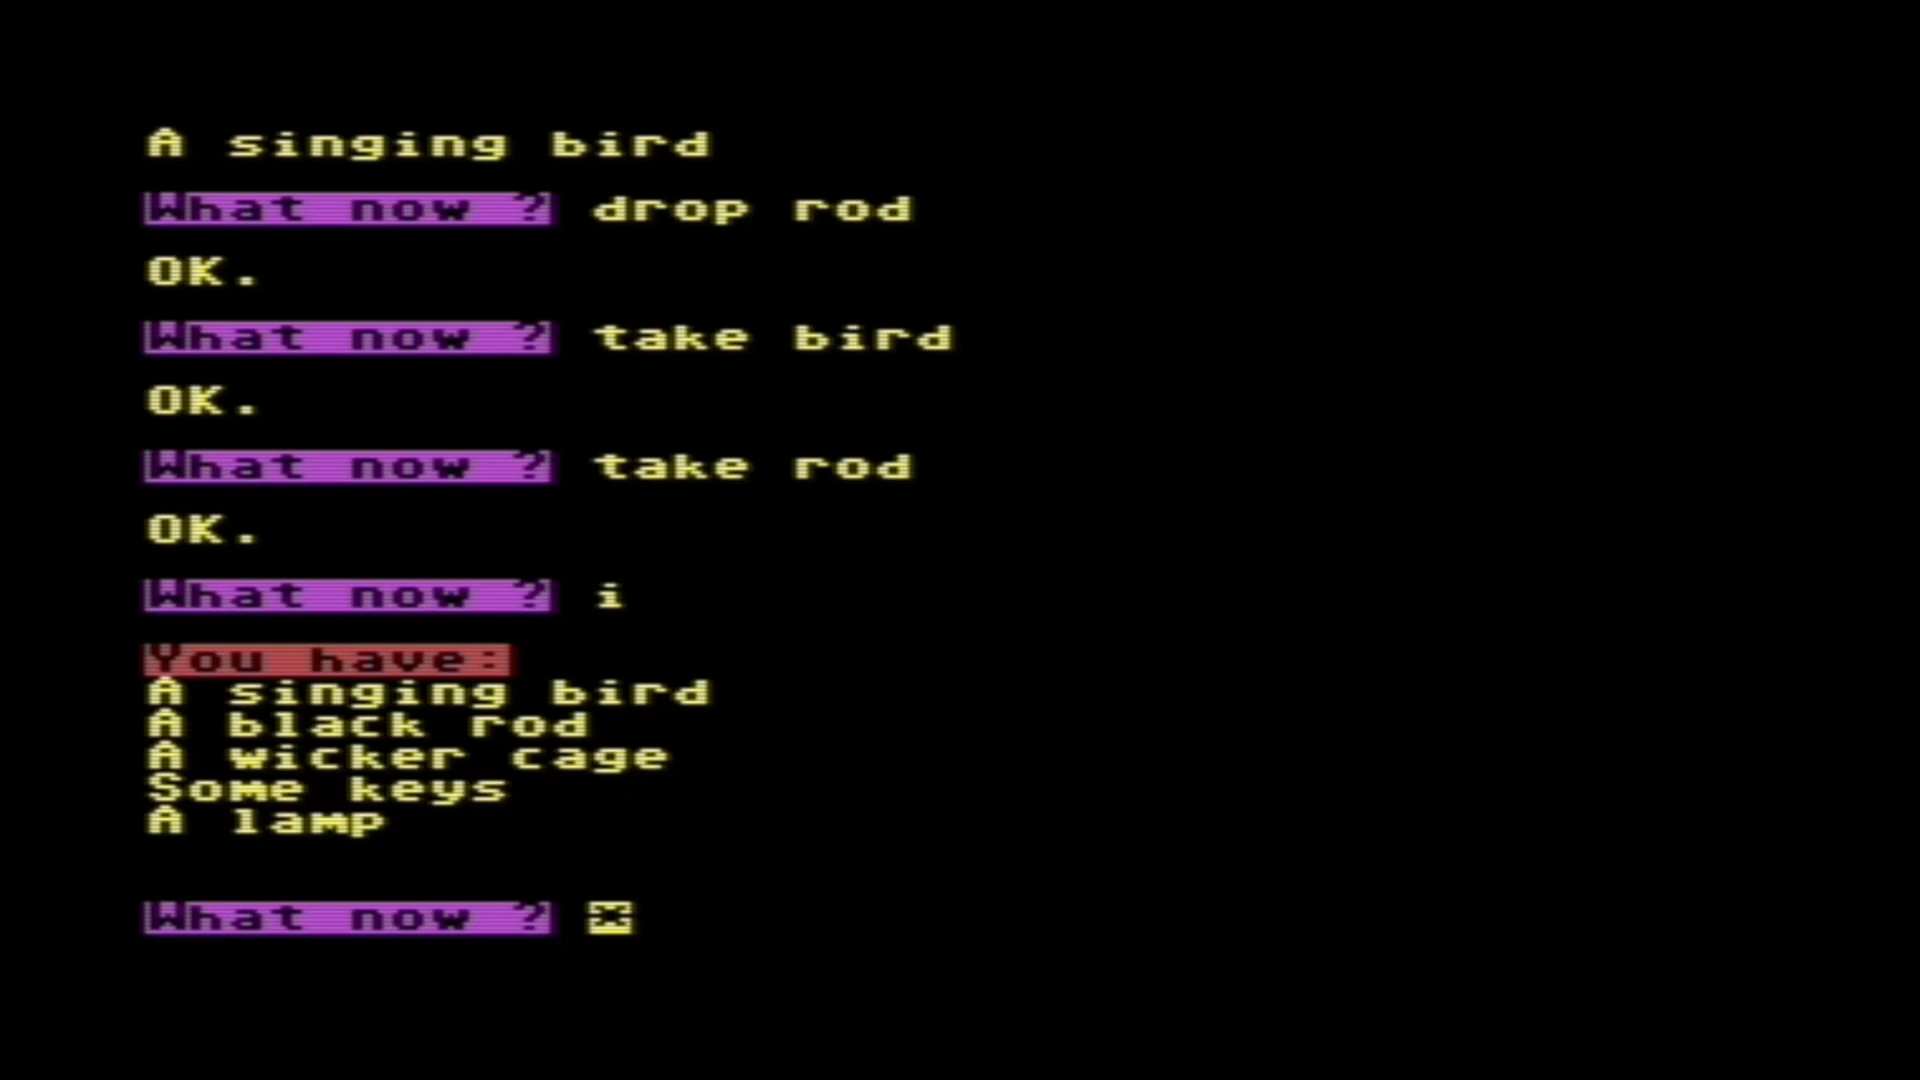 A singing bird
What now ? drop rod
OK.
What now ? take bird
OK.
What now ? take rod
OK.
What now ? i
You have:
A singing bird
A black rod
A wicker cage
Some keys
A lamp
What now ?